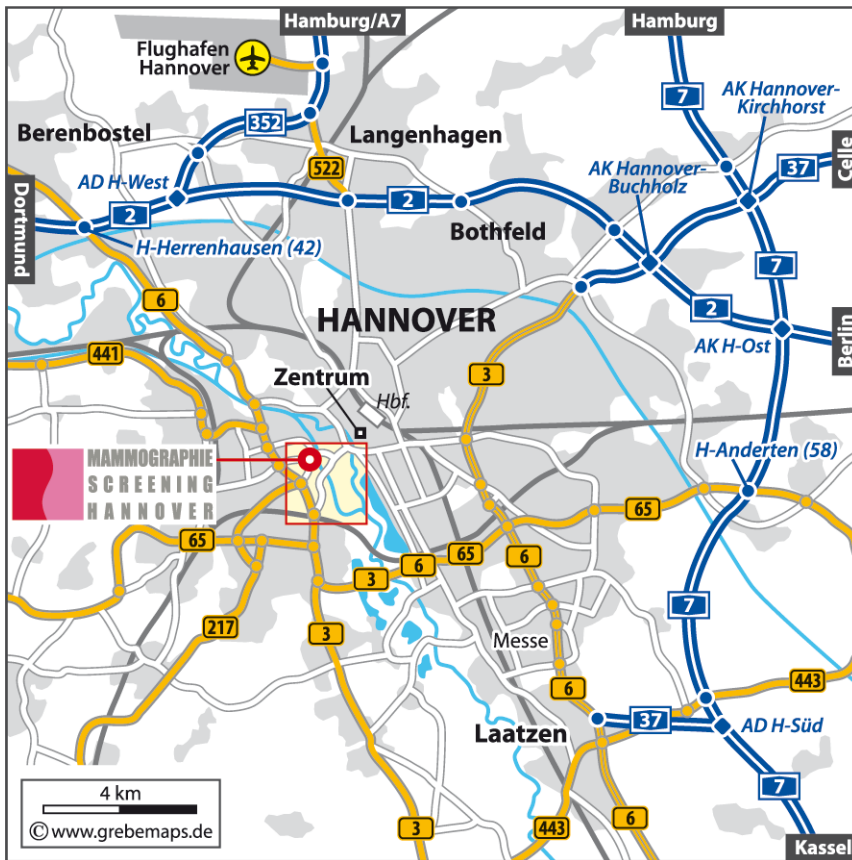 Hamburg/A7
Hamburg
Flughafen
Hannover
7
AK Hannover-
Kirchhorst
352
Berenbostel
Langenhagen
522
37
Celle
AD H-West
AK Hannover-
Buchholz
Dortmund
2
2
Bothfeld
H-Herrenhausen (42)
7
6
2
HANNOVER
Berlin
AK H-Ost
441
3
Zentrum
Hbf.
MAMMOGRAPHIE
SCREENING
HANNOVER
H-Anderten (58)
65
65
6
65
6
3
7
217
3
Messe
443
6
Laatzen
37
AD H-Süd
7
4 km
© www.grebemaps.de
3
443
6
Kassel